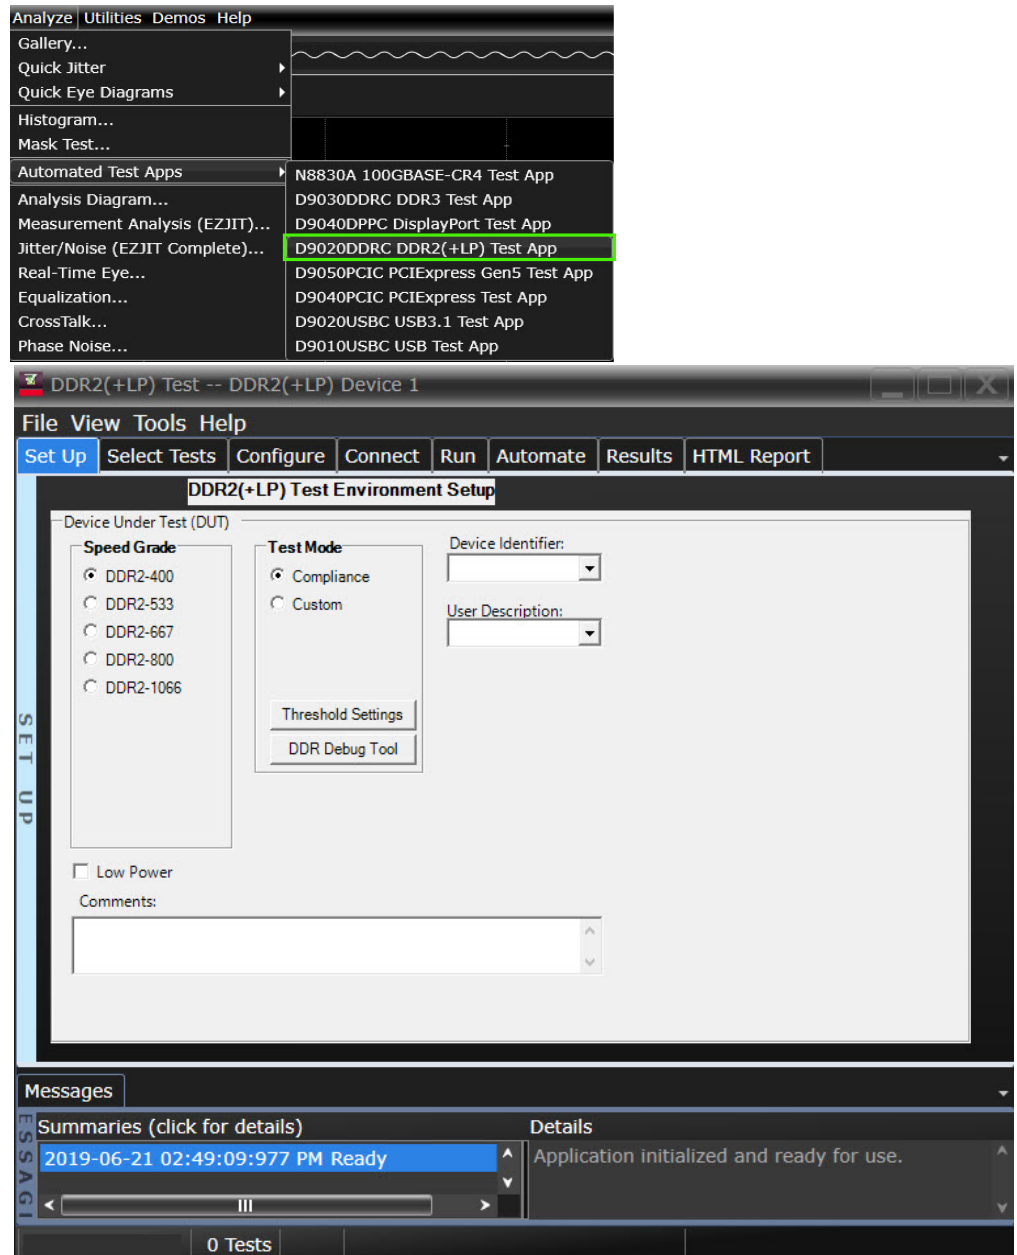 Analyze Utilities Demos Help
Gallery...
Quick Jitter
Quick Eye Diagrams
Histogram...
Mask Test...
Automated Test Apps
Analysis Diagram...
Measurement Analysis (EZJIT)...
Jitter/Noise (EZJIT Complete)...
Real-Time Eye...
Equalization...
CrossTalk...
Phase Noise...
N8830A 100GBASE-CR4 Test App
D9030DDRC DDR3 Test App
D9040DPPC DisplayPort Test App
D9020DDRC DDR2(+LP) Test App
D9050PCIC PCIExpress Gen5 Test App
D9040PCIC PCIExpress Test App
D9020USBC USB3.1 Test App
D9010USBC USB Test App
DDR2(+LP) Test -- DDR2(+LP) Device 1
File View Tools Help
Set Up Select Tests Configure Connect Run Automate Results HTML Report
SET UP
DDR2(+LP) Test Environment Setup
Device Under Test (DUT)
Speed Grade
DDR2-400
DDR2-533
DDR2-667
DDR2-800
DDR2-1066
Test Mode
Compliance
Custom
Threshold Settings
DDR Debug Tool
Device Identifier:
User Description:
Low Power
Comments:
Messages
Summaries (click for details)
2019-06-21 02:49:09:977 PM Ready
Details
Application initialized and ready for use.
0 Tests